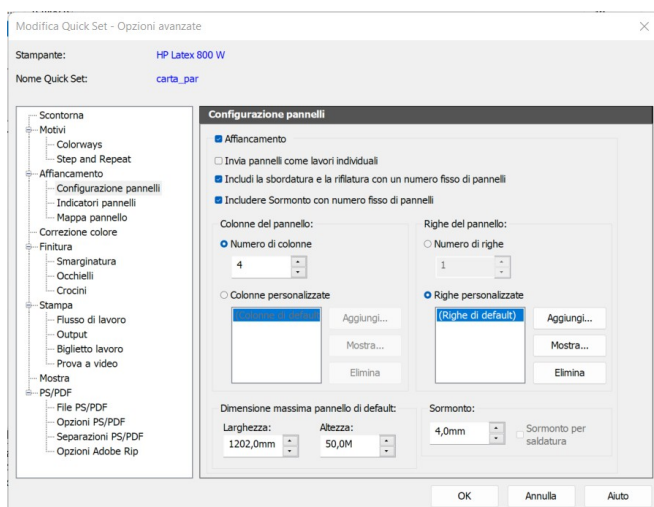 Modifica Quick Set - Opzioni avanzate
Stampante: HP Latex 800 W
Nome Quick Set: carta_par
Scontorna
Motivi
Colorways
Step and Repeat
Affiancamento
Configurazione pannelli
Indicatori pannelli
Mappa pannello
Correzione colore
Finitura
Smarginatura
Occhielli
Crocini
Stampa
Flusso di lavoro
Output
Biglietto lavoro
Prova a video
Mostra
PS/PDF
File PS/PDF
Opzioni PS/PDF
Separazioni PS/PDF
Opzioni Adobe Rip
Configurazione pannelli
Affiancamento
Invia pannelli come lavori individuali
Includi la sbordatura e la rifilatura con un numero fisso di pannelli
Includere Sormonto con numero fisso di pannelli
Colonne del pannello:
Numero di colonne
4
Colonne personalizzate
(Colonne di default
Aggiungi...
Mostra...
Elimina
Righe del pannello:
Numero di righe
1
Righe personalizzate
(Righe di default)
Aggiungi...
Mostra...
Elimina
Dimensione massima pannello di default:
Larghezza: Altezza:
1202,0mm 50,0M
Sormonto:
4,0mm
Sormonto per
saldatura
OK Annulla Aiuto